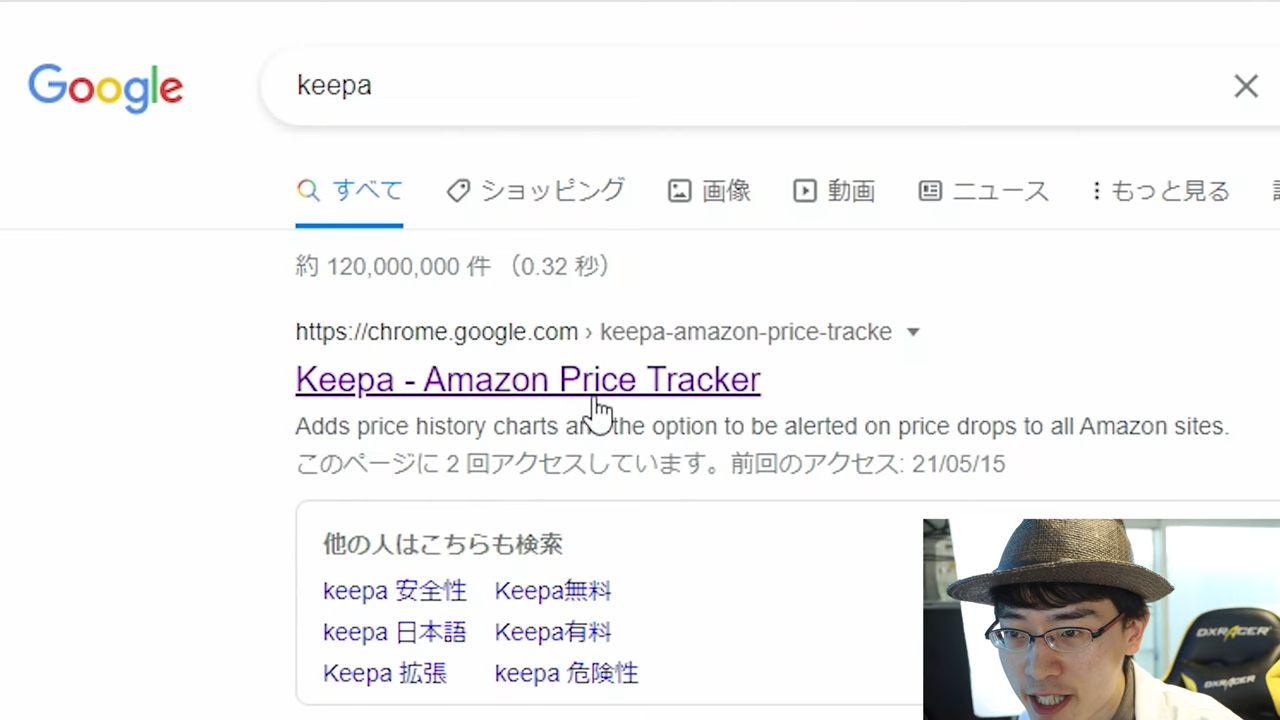 Google
keepa
すべて ショッピング 画像 動画 ニュース もっと見る
約 120,000,000 件 （0.32 秒）
https://chrome.google.com › keepa-amazon-price-tracke
Keepa - Amazon Price Tracker
Adds price history charts and the option to be alerted on price drops to all Amazon sites.
このページに 2 回アクセスしています。前回のアクセス: 21/05/15
他の人はこちらも検索
keepa 安全性 Keepa無料
keepa 日本語 Keepa有料
Keepa 拡張 keepa 危険性
DXRACER
DXRACER